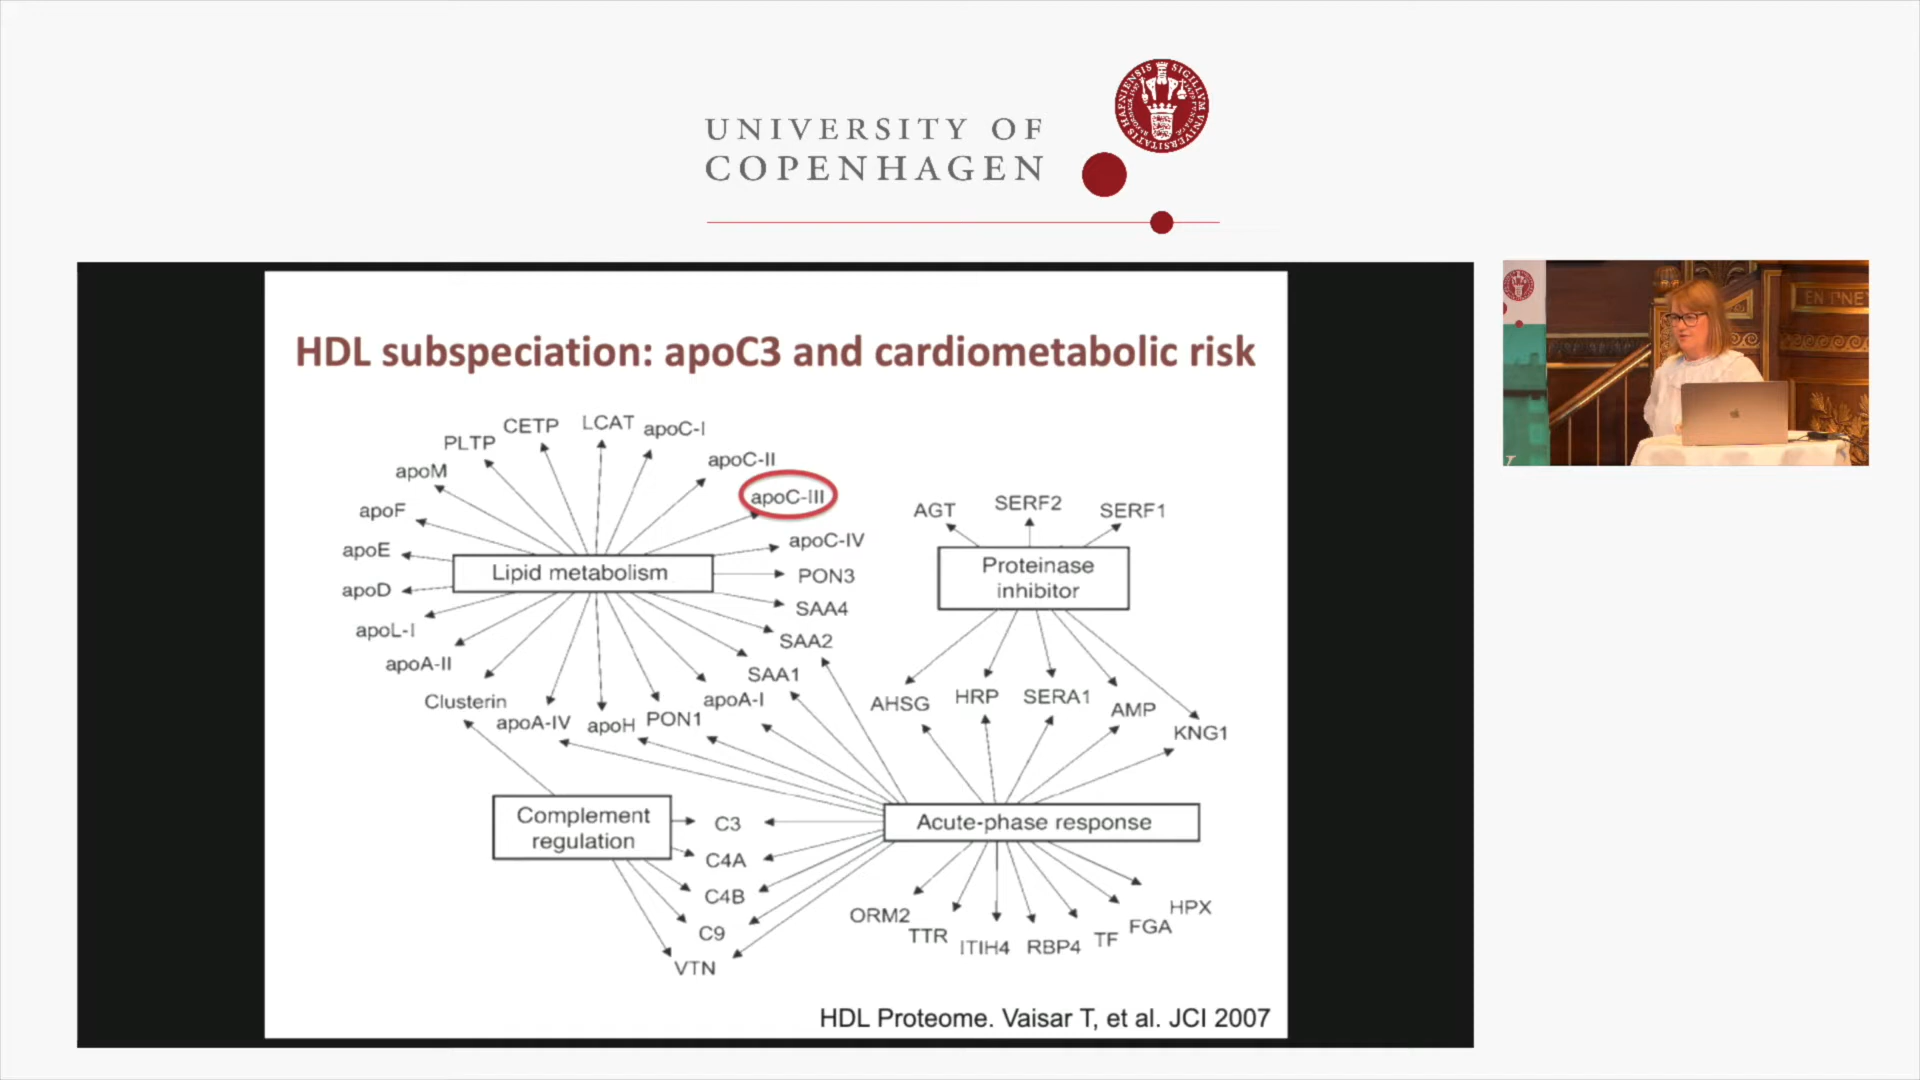 UNIVERSITY OF
COPENHAGEN
HDL subspeciation: apoC3 and cardiometabolic risk
CETP
LCAT
apoC-I
PLTP
apoC-II
apoM
apoC-III
apoF
apoC-IV
apoE
Lipid metabolism
PON3
apoD
SAA4
apoL-I
SAA2
apoA-II
SAA1
Clusterin
apoA-I
apoA-IV
apoH
PON1
AGT
SERF2
SERF1
Proteinase
inhibitor
AHSG
HRP
SERA1
AMP
KNG1
Complement
regulation
C3
C4A
C4B
C9
VTN
Acute-phase response
ORM2
TTR
ITIH4
RBP4
TF
FGA
HPX
HDL Proteome. Vaisar T, et al. JCI 2007